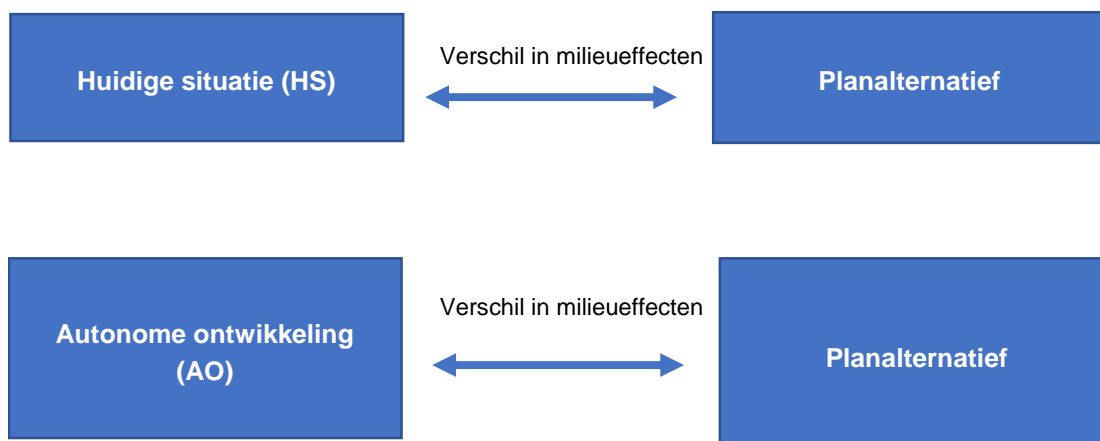 Verschil in milieueffecten
Huidige situatie (HS)
Planalternatief
Verschil in milieueffecten
Autonome ontwikkeling
(AO)
Planalternatief